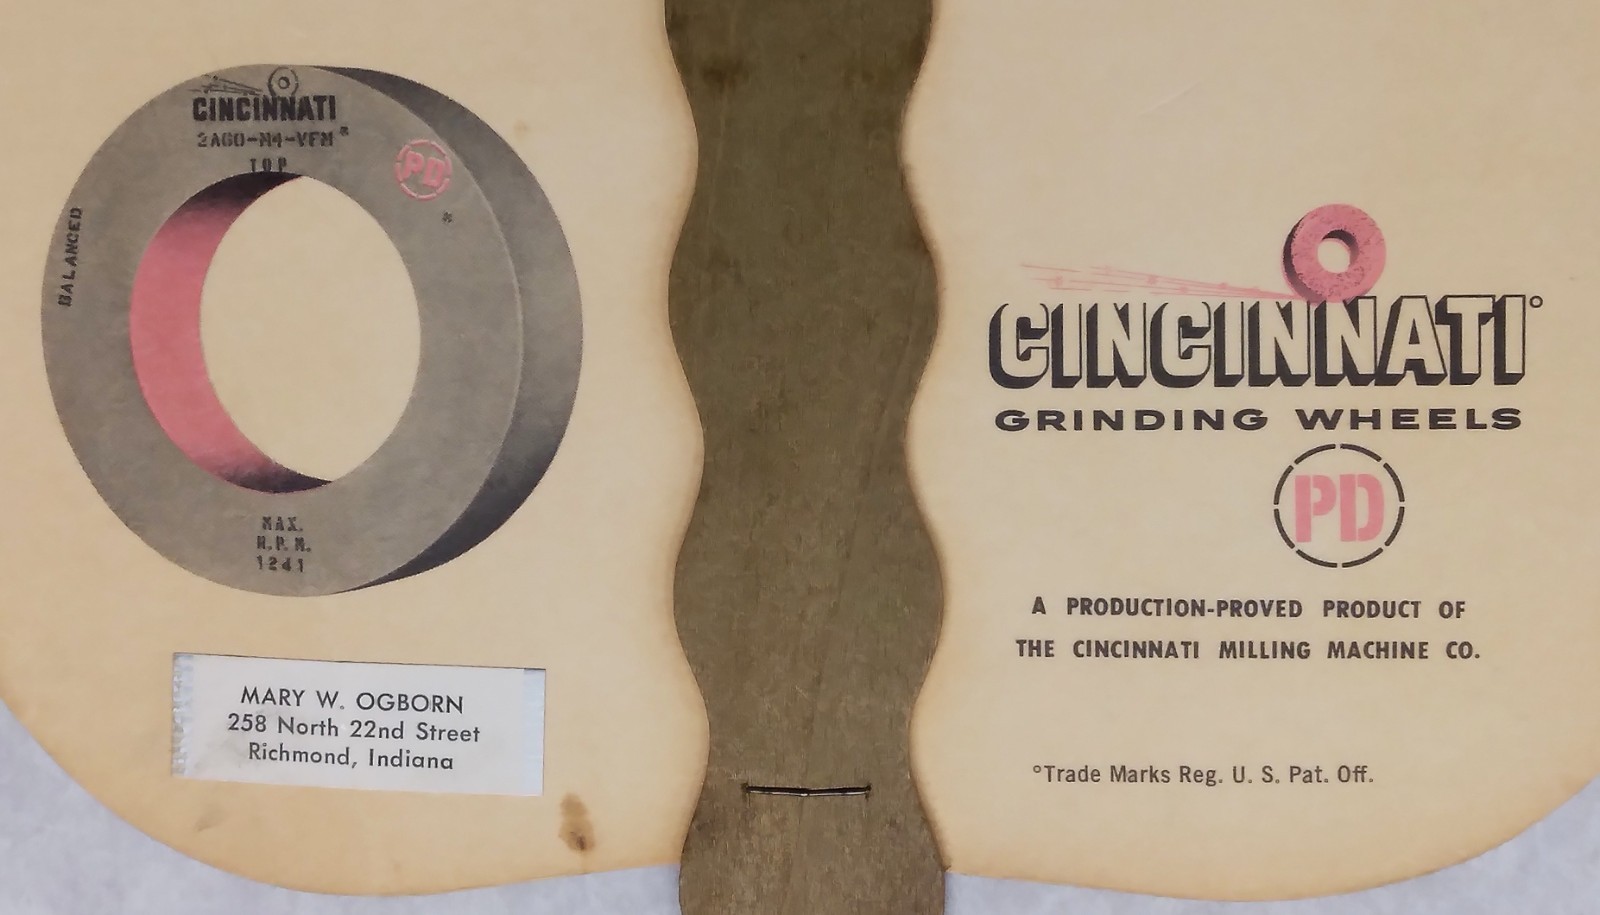 CINCINNATI
2A60-M4-VFM*
TOP
PD
*
BALANCED
MAX.
R.P.M.
1241
MARY W. OGBORN
258 North 22nd Street
Richmond, Indiana
CINCINNATI°
GRINDING WHEELS
PD
A PRODUCTION-PROVED PRODUCT OF
THE CINCINNATI MILLING MACHINE CO.
°Trade Marks Reg. U. S. Pat. Off.